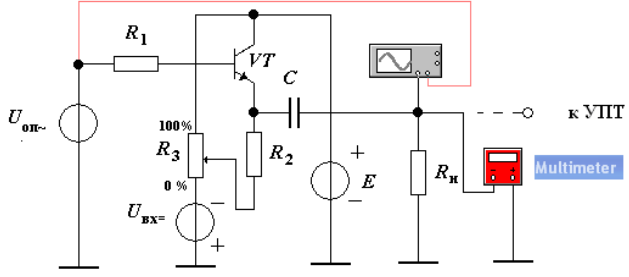 R1
VT
C
Uоп~
100%
R3
R2
0 %
E
+
−
Uвх=
−
+
Rн
к УПТ
Multimeter